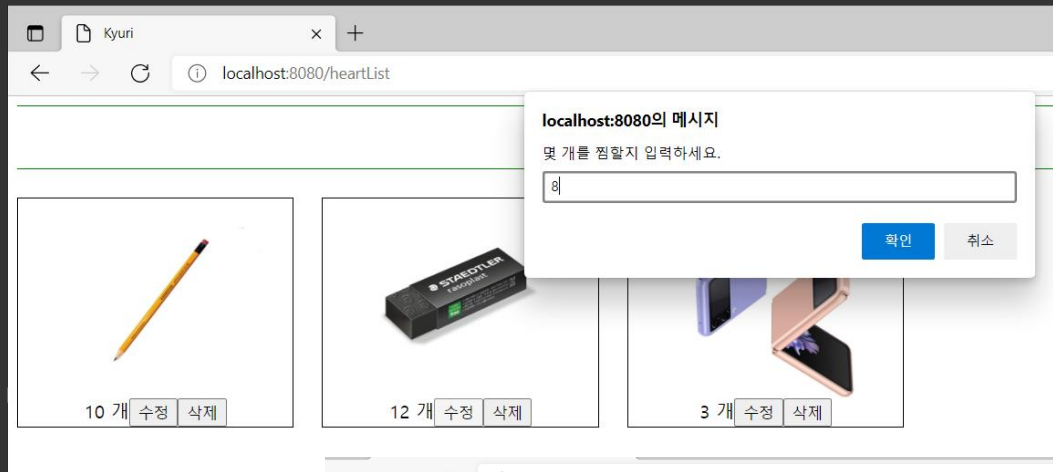 Kyuri
localhost:8080/heartList
localhost:8080의 메시지
몇 개를 찜할지 입력하세요.
8
확인 취소
STAEDTLER
rasoplast
10 개 수정 삭제
12 개 수정 삭제
3 개 수정 삭제